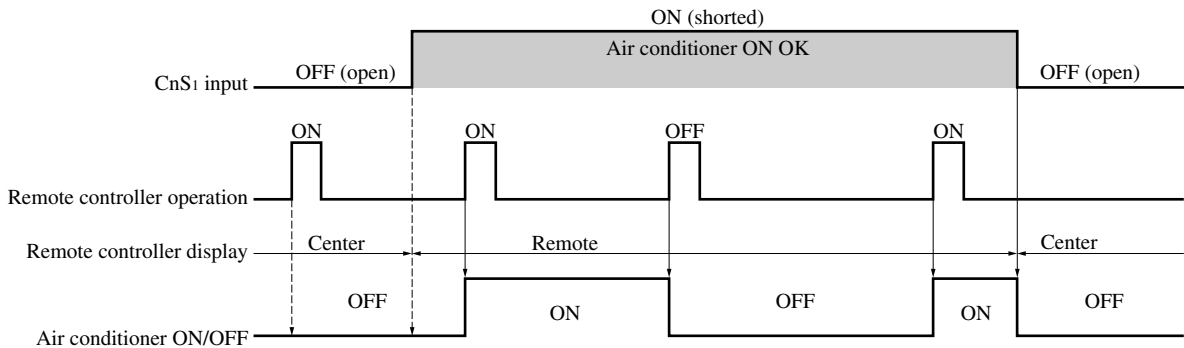 ON (shorted)
Air conditioner ON OK
OFF (open)
OFF (open)
CnS1 input
ON
ON
OFF
ON
Remote controller operation
Center
Remote
Center
Remote controller display
OFF
ON
OFF
ON
OFF
Air conditioner ON/OFF